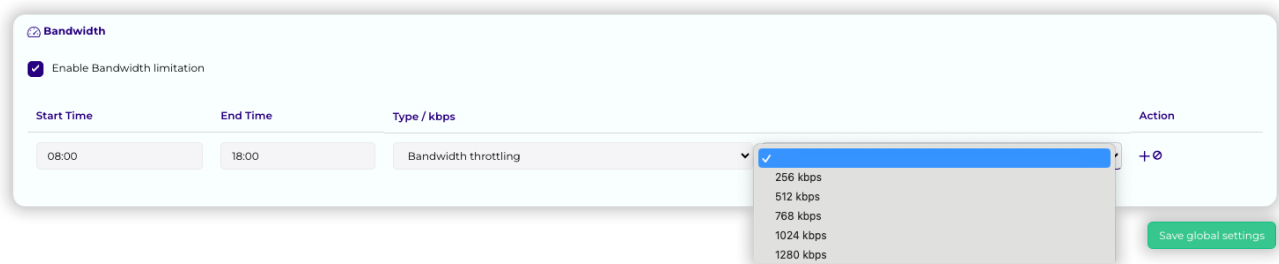 Bandwidth
Enable Bandwidth limitation
Start Time End Time Type / kbps Action
08:00 18:00 Bandwidth throttling
256 kbps
512 kbps
768 kbps
1024 kbps
1280 kbps
Save global settings